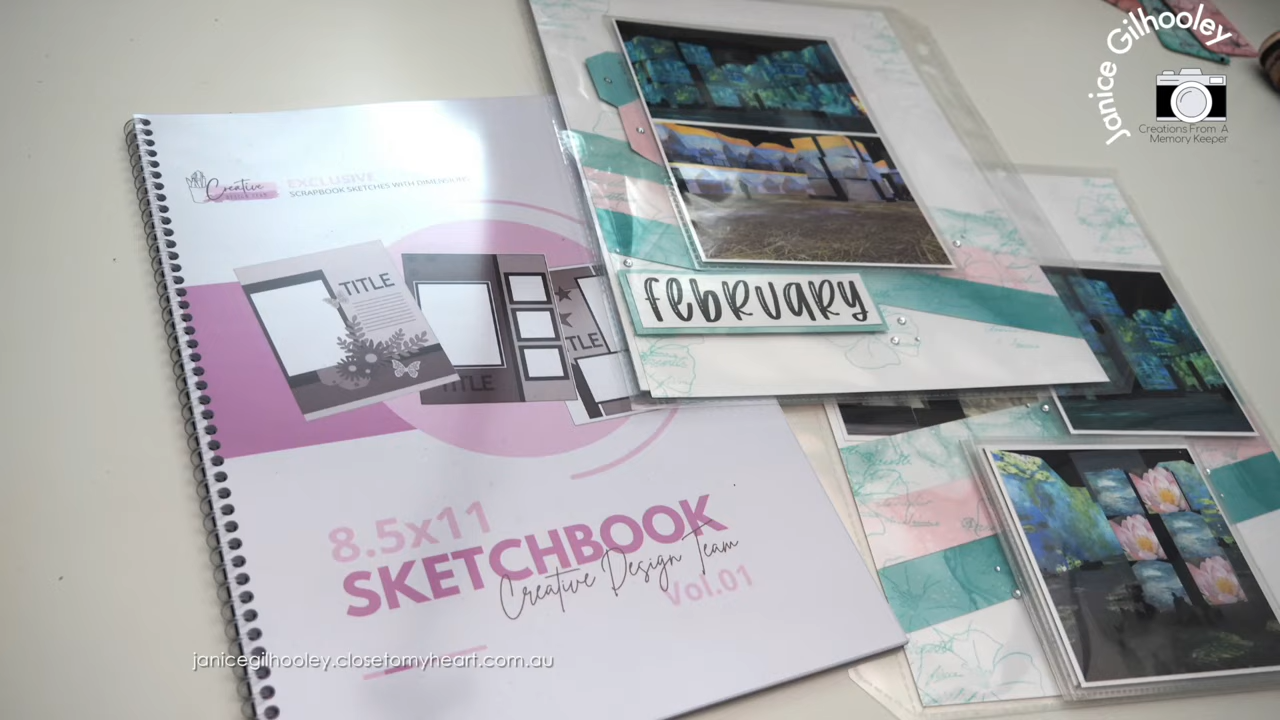 Janice Gilhooley
Creations From A
Memory Keeper
Creative
DESIGN TEAM
EXCLUSIVE
SCRAPBOOK SKETCHES WITH DIMENSIONS
TITLE
TITLE
TITLE
february
8.5x11
SKETCHBOOK
Creative Design Team
Vol.01
janicegilhooley.closetomyheart.com.au